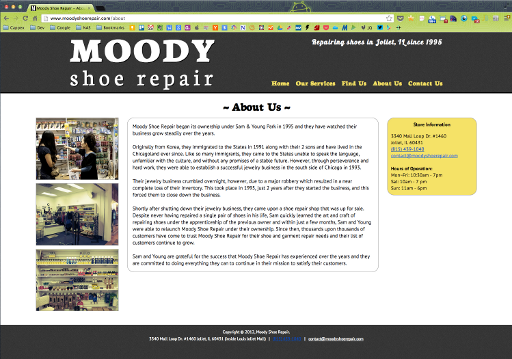 Moody Shoe Repair - Ab
www.moodyshoerepair.com/about
MOODY
shoe repair
Repairing shoes in Joliet, IL since 1995
Home Our Services Find Us About Us Contact Us
~ About Us ~
Moody Shoe Repair began its ownership under Sam & Young Park in 1995 and they have watched their
business grow steadily over the years.
Originally from Korea, they immigrated to the States in 1991 along with their 2 sons and have lived in the
Chicagoland ever since. Like so many immigrants, they came to the States unable to speak the language,
unfamiliar with the culture, and without any promises of a stable future. However, through perseverance and
hard work, they were able to establish a successful jewelry business in the south side of Chicago in 1993.
Their jewelry business crumbled overnight, however, due to a major robbery which resulted in a near
complete loss of their inventory. This took place in 1995, just 2 years after they started the business, and this
forced them to close down the business.
Shortly after shutting down their jewelry business, they came upon a shoe repair shop that was up for sale.
Despite never having repaired a single pair of shoes in his life, Sam quickly learned the art and craft of
repairing shoes under the apprenticeship of the previous owner and within just a few months, Sam and Young
were able to relaunch Moody Shoe Repair under their ownership. Since then, thousands upon thousands of
customers have come to trust Moody Shoe Repair for their shoe and garment repair needs and their list of
customers continue to grow.
Sam and Young are grateful for the success that Moody Shoe Repair has experienced over the years and they
are committed to doing everything they can to continue in their mission to satisfy their customers.
Store Information
3340 Mall Loop Dr. #1460
Joliet, IL 60431
(815) 439-1040
contact@moodyshoerepair.com
Hours of Operation:
Mon-Fri: 10:30am - 7pm
Sat: 10am - 7 pm
Sun: 11am - 6pm
Copyright © 2012, Moody Shoe Repair.
3340 Mall Loop Dr. #1460 Joliet, IL 60431 (Inside Louis Joliet Mall) | | contact@moodyshoerepair.com